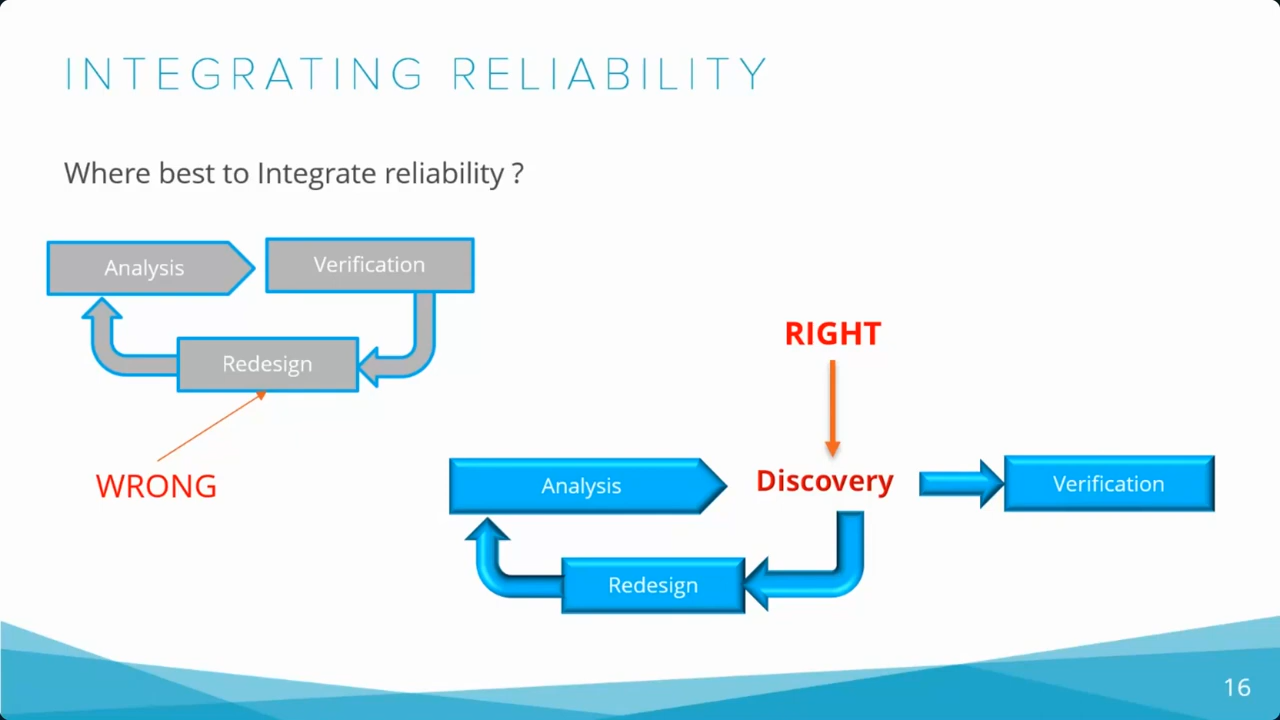 INTEGRATING RELIABILITY
Where best to Integrate reliability ?
Analysis
Verification
Redesign
WRONG
RIGHT
Analysis
Discovery
Verification
Redesign
16